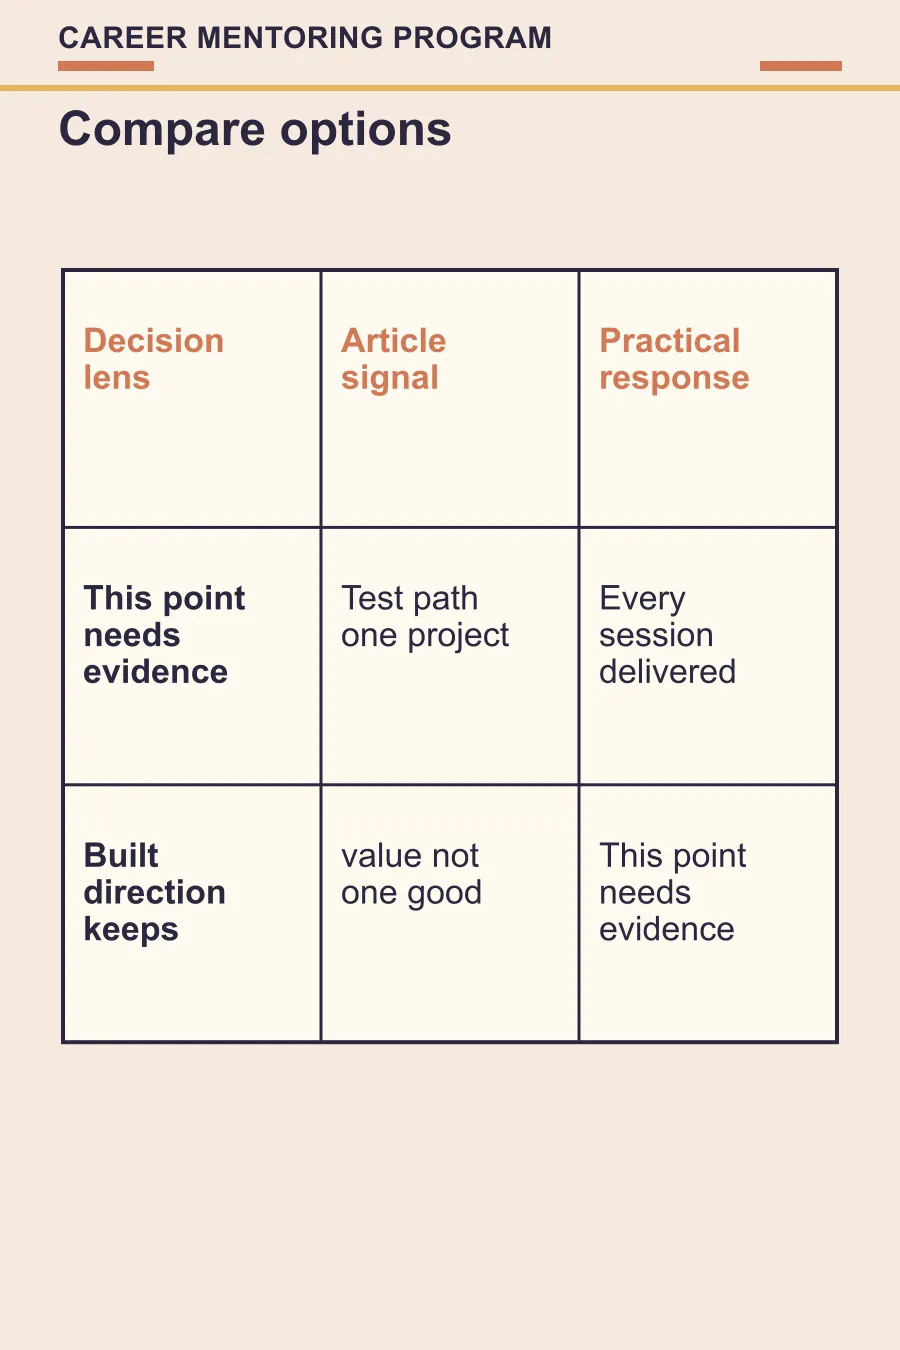 CAREER MENTORING PROGRAM
Compare options
Decision
lens
Article
signal
Practical
response
This point
needs
evidence
Test path
one project
Every
session
delivered
Built
direction
keeps
value not
one good
This point
needs
evidence